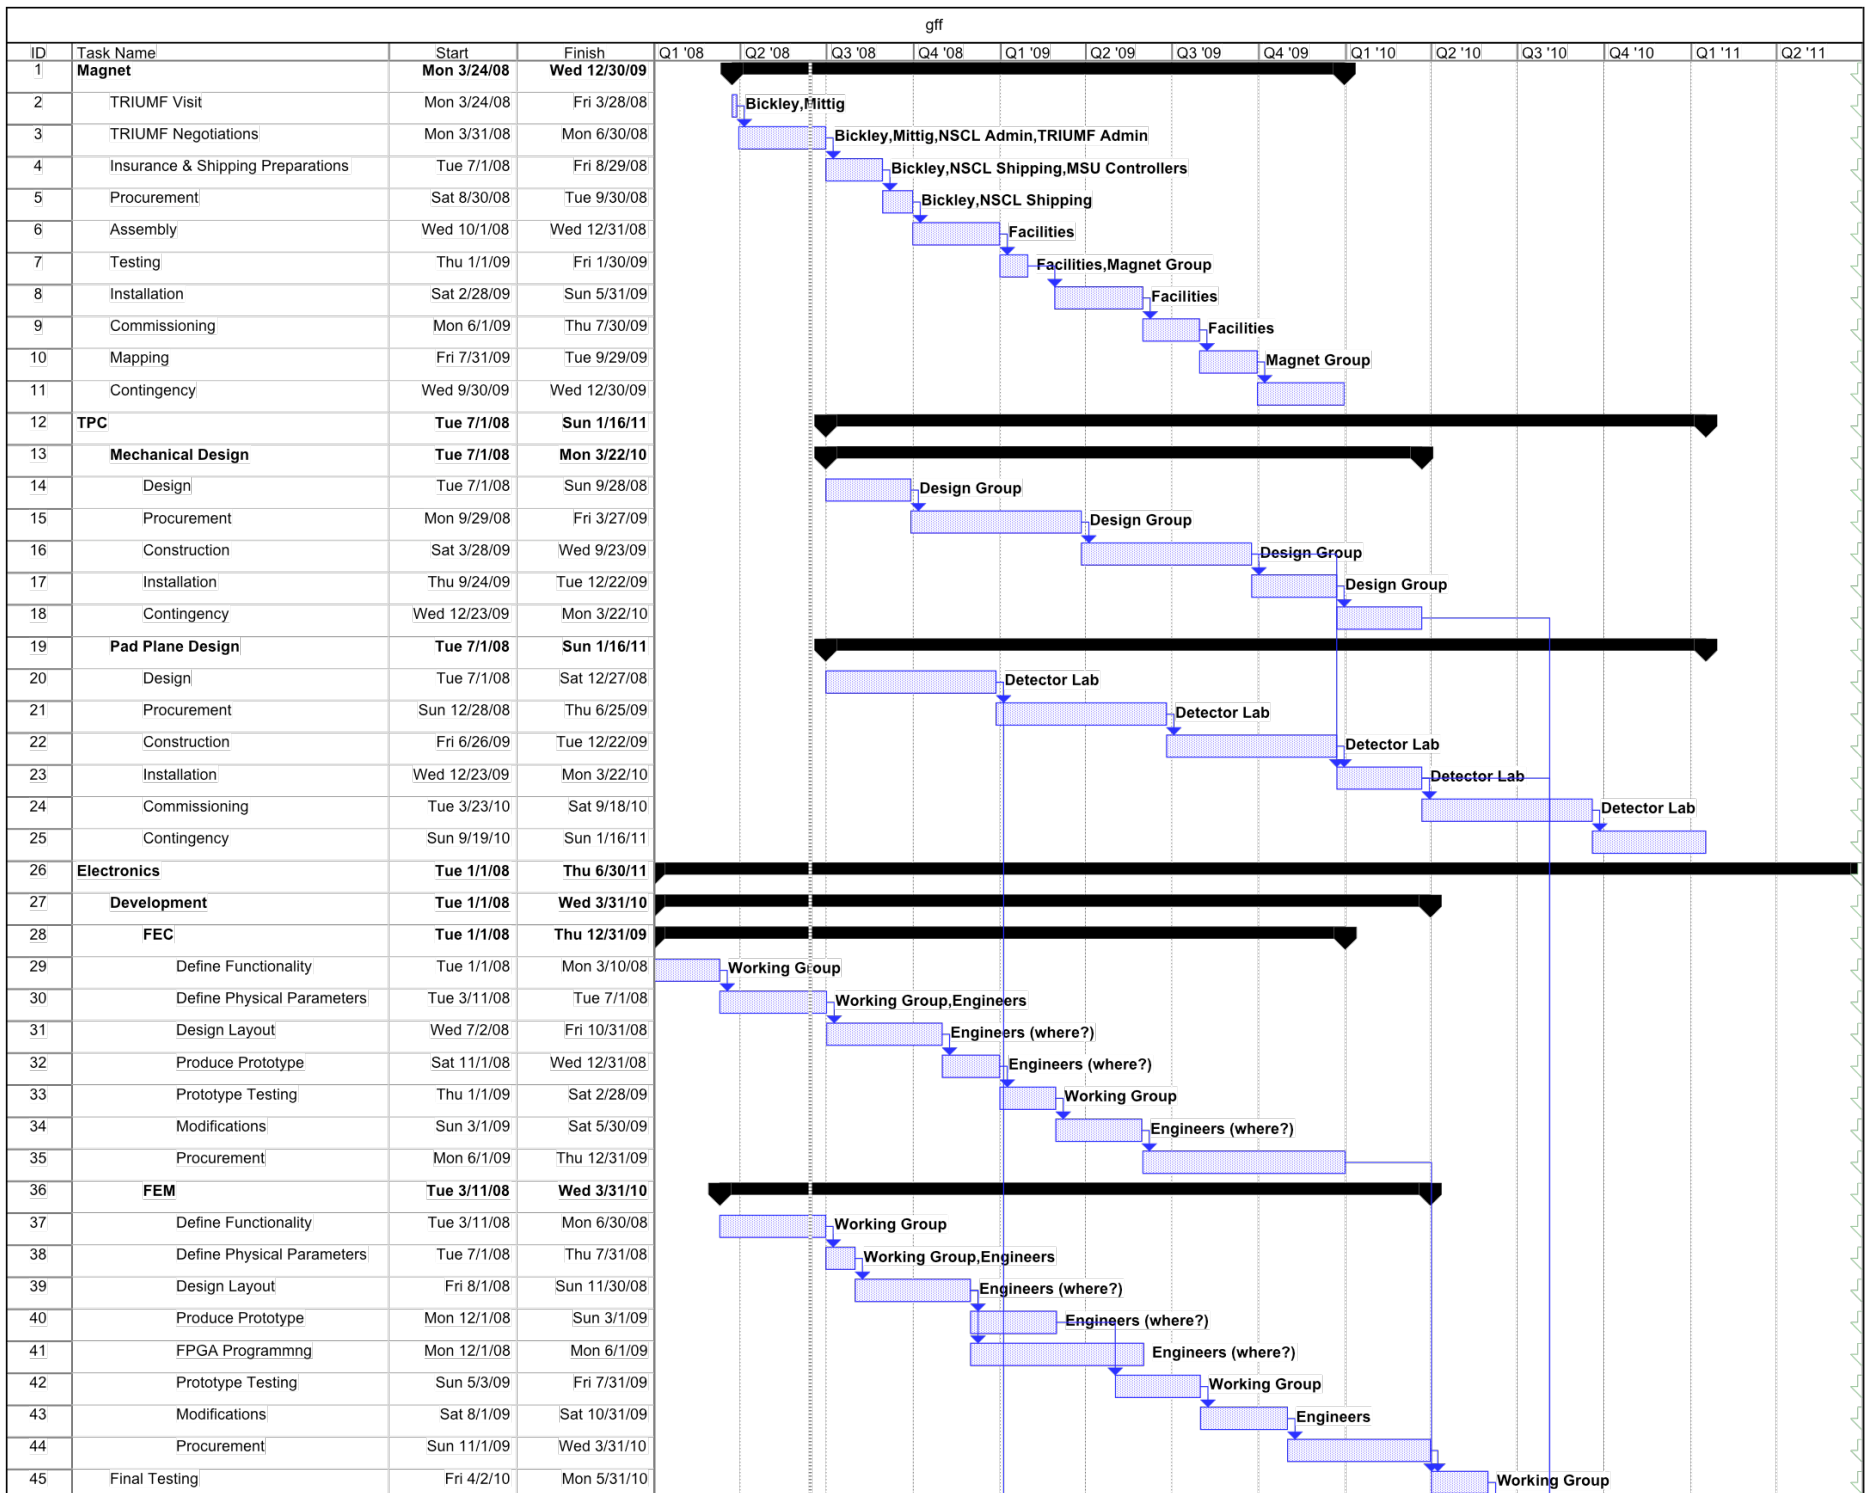 gff
ID Task Name Start Finish Q1 '08 Q2 '08 Q3 '08 Q4 '08 Q1 '09 Q2 '09 Q3 '09 Q4 '09 Q1 '10 Q2 '10 Q3 '10 Q4 '10 Q1 '11 Q2 '11
1 Magnet Mon 3/24/08 Wed 12/30/09
2 TRIUMF Visit Mon 3/24/08 Fri 3/28/08 Bickley,Mittig
3 TRIUMF Negotiations Mon 3/31/08 Mon 6/30/08 Bickley,Mittig,NSCL Admin,TRIUMF Admin
4 Insurance & Shipping Preparations Tue 7/1/08 Fri 8/29/08 Bickley,NSCL Shipping,MSU Controllers
5 Procurement Sat 8/30/08 Tue 9/30/08 Bickley,NSCL Shipping
6 Assembly Wed 10/1/08 Wed 12/31/08 Facilities
7 Testing Thu 1/1/09 Fri 1/30/09 Facilities,Magnet Group
8 Installation Sat 2/28/09 Sun 5/31/09 Facilities
9 Commissioning Mon 6/1/09 Thu 7/30/09 Facilities
10 Mapping Fri 7/31/09 Tue 9/29/09 Magnet Group
11 Contingency Wed 9/30/09 Wed 12/30/09
12 TPC Tue 7/1/08 Sun 1/16/11
13 Mechanical Design Tue 7/1/08 Mon 3/22/10
14 Design Tue 7/1/08 Sun 9/28/08 Design Group
15 Procurement Mon 9/29/08 Fri 3/27/09 Design Group
16 Construction Sat 3/28/09 Wed 9/23/09 Design Group
17 Installation Thu 9/24/09 Tue 12/22/09 Design Group
18 Contingency Wed 12/23/09 Mon 3/22/10
19 Pad Plane Design Tue 7/1/08 Sun 1/16/11
20 Design Tue 7/1/08 Sat 12/27/08 Detector Lab
21 Procurement Sun 12/28/08 Thu 6/25/09 Detector Lab
22 Construction Fri 6/26/09 Tue 12/22/09 Detector Lab
23 Installation Wed 12/23/09 Mon 3/22/10 Detector Lab
24 Commissioning Tue 3/23/10 Sat 9/18/10 Detector Lab
25 Contingency Sun 9/19/10 Sun 1/16/11
26 Electronics Tue 1/1/08 Thu 6/30/11
27 Development Tue 1/1/08 Wed 3/31/10
28 FEC Tue 1/1/08 Thu 12/31/09
29 Define Functionality Tue 1/1/08 Mon 3/10/08 Working Group
30 Define Physical Parameters Tue 3/11/08 Tue 7/1/08 Working Group,Engineers
31 Design Layout Wed 7/2/08 Fri 10/31/08 Engineers (where?)
32 Produce Prototype Sat 11/1/08 Wed 12/31/08 Engineers (where?)
33 Prototype Testing Thu 1/1/09 Sat 2/28/09 Working Group
34 Modifications Sun 3/1/09 Sat 5/30/09 Engineers (where?)
35 Procurement Mon 6/1/09 Thu 12/31/09
36 FEM Tue 3/11/08 Wed 3/31/10
37 Define Functionality Tue 3/11/08 Mon 6/30/08 Working Group
38 Define Physical Parameters Tue 7/1/08 Thu 7/31/08 Working Group,Engineers
39 Design Layout Fri 8/1/08 Sun 11/30/08 Engineers (where?)
40 Produce Prototype Mon 12/1/08 Sun 3/1/09 Engineers (where?)
41 FPGA Programmng Mon 12/1/08 Mon 6/1/09 Engineers (where?)
42 Prototype Testing Sun 5/3/09 Fri 7/31/09 Working Group
43 Modifications Sat 8/1/09 Sat 10/31/09 Engineers
44 Procurement Sun 11/1/09 Wed 3/31/10
45 Final Testing Fri 4/2/10 Mon 5/31/10 Working Group